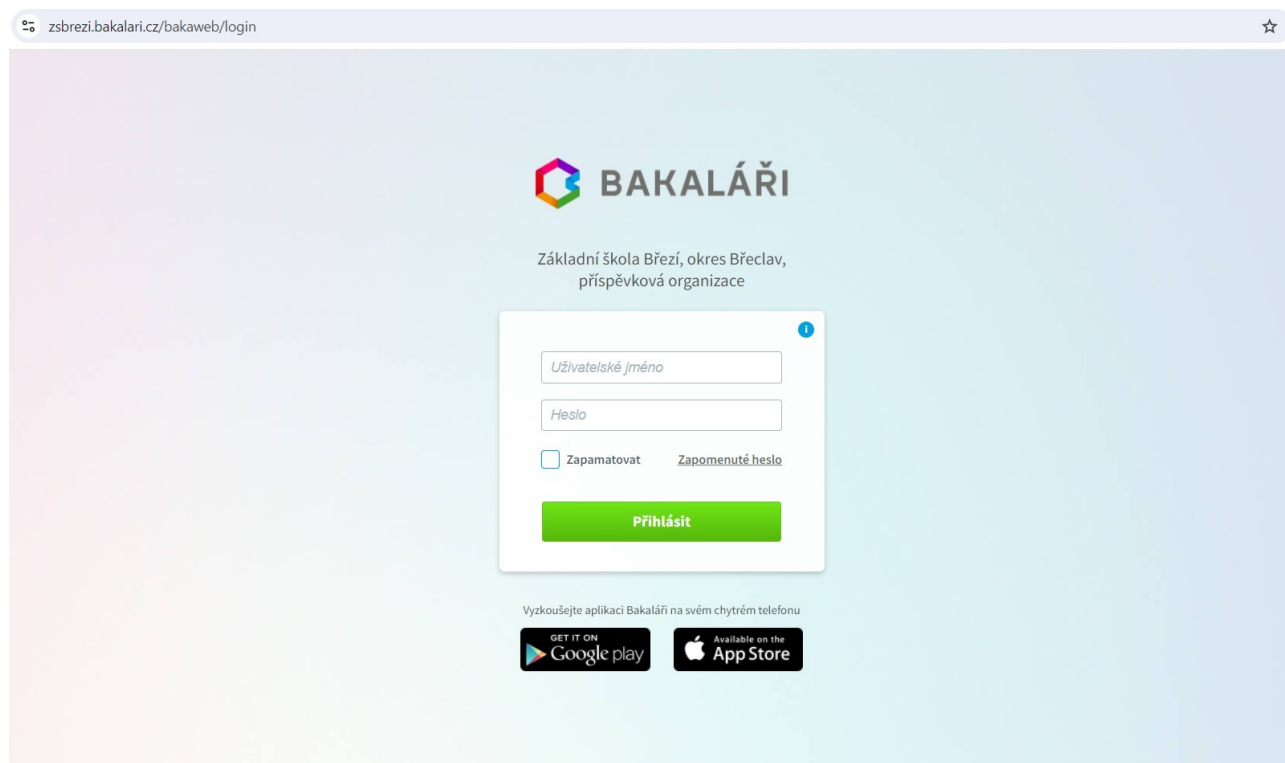 zsbrezi.bakalari.cz/bakaweb/login
BAKALÁŘI
Základní škola Březí, okres Břeclav,
příspěvková organizace
i
Uživatelské jméno
Heslo
Zapamatovat Zapomenuté heslo
Přihlásit
Vyzkoušejte aplikaci Bakaláři na svém chytrém telefonu
GET IT ON
Google play
Available on the
App Store